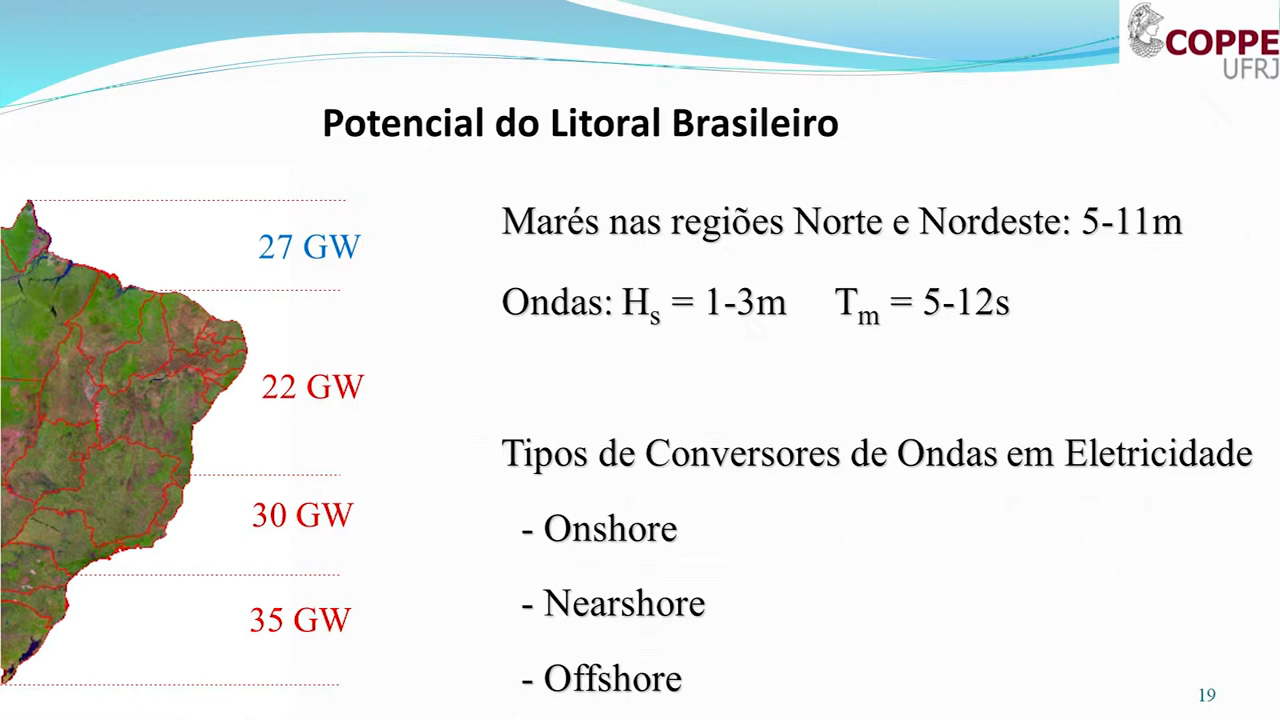 COPPE
UFRJ
Potencial do Litoral Brasileiro
27 GW
22 GW
30 GW
35 GW
Marés nas regiões Norte e Nordeste: 5-11m
Ondas: Hs = 1-3m Tm = 5-12s
Tipos de Conversores de Ondas em Eletricidade
- Onshore
- Nearshore
- Offshore
19